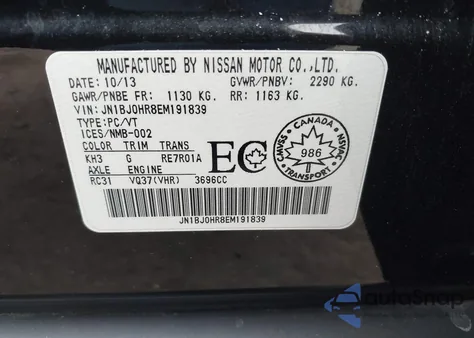 MANUFACTURED BY NISSAN MOTOR CO.,LTD.
DATE: 10/13 GVWR/PNBV: 2290 KG.
GAWR/PNBE FR: 1130 KG. RR: 1163 KG.
VIN: JN1BJ0HR8EM191839
TYPE:PC/VT
ICES/NMB-002
COLOR TRIM TRANS
KH3 G RE7R01A
AXLE ENGINE
RC31 VQ37(VHR) 3696CC
EC
CANADA
CMVSS
986
NSVAC
TRANSPORT
JN1BJ0HR8EM191839
autoSnap